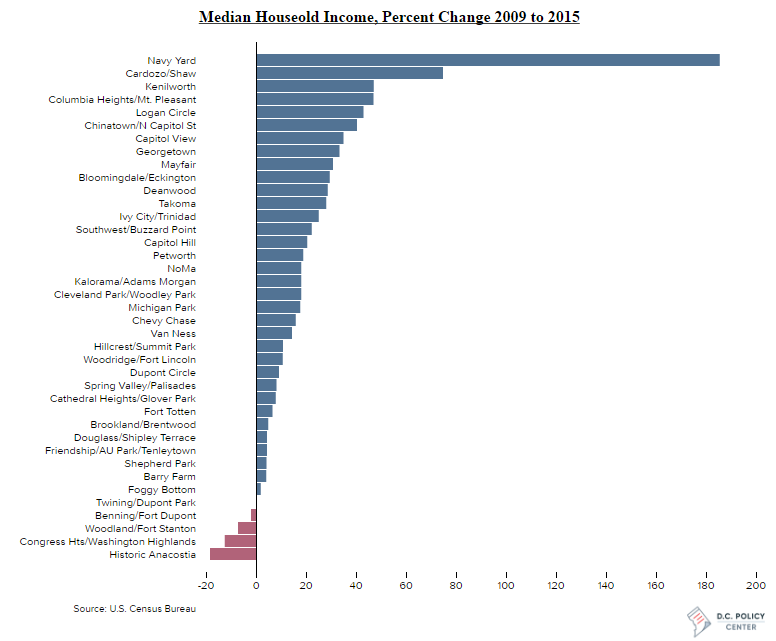 Median Houseold Income, Percent Change 2009 to 2015
Navy Yard
Cardozo/Shaw
Kenilworth
Columbia Heights/Mt. Pleasant
Logan Circle
Chinatown/N Capitol St
Capitol View
Georgetown
Mayfair
Bloomingdale/Eckington
Deanwood
Takoma
Ivy City/Trinidad
Southwest/Buzzard Point
Capitol Hill
Petworth
NoMa
Kalorama/Adams Morgan
Cleveland Park/Woodley Park
Michigan Park
Chevy Chase
Van Ness
Hillcrest/Summit Park
Woodridge/Fort Lincoln
Dupont Circle
Spring Valley/Palisades
Cathedral Heights/Glover Park
Fort Totten
Brookland/Brentwood
Douglass/Shipley Terrace
Friendship/AU Park/Tenleytown
Shepherd Park
Barry Farm
Foggy Bottom
Twining/Dupont Park
Benning/Fort Dupont
Woodland/Fort Stanton
Congress Hts/Washington Highlands
Historic Anacostia
-20 0 20 40 60 80 100 120 140 160 180 200
Source: U.S. Census Bureau
D.C. POLICY
CENTER